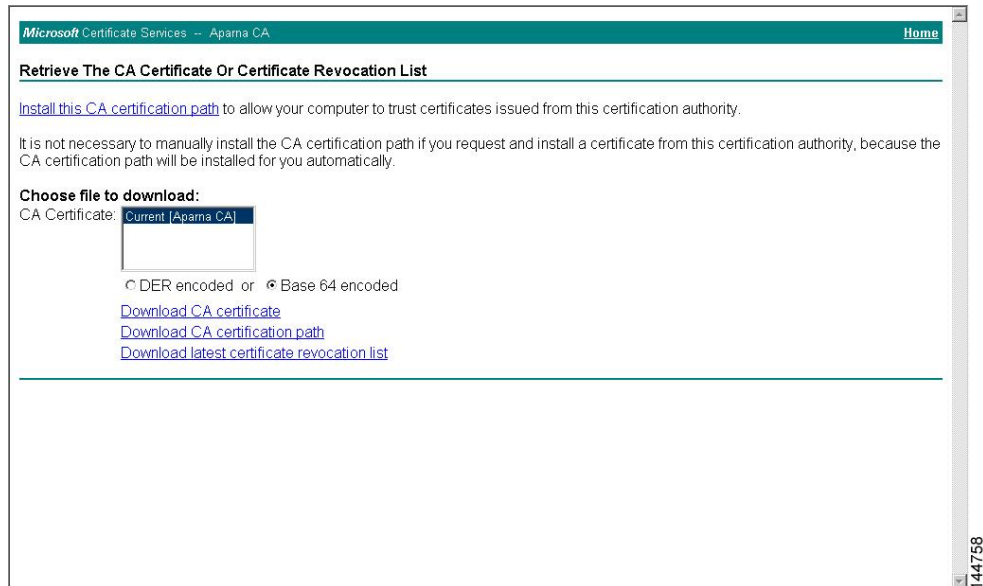 Microsoft Certificate Services -- Aparna CA Home
Retrieve The CA Certificate Or Certificate Revocation List
Install this CA certification path to allow your computer to trust certificates issued from this certification authority.
It is not necessary to manually install the CA certification path if you request and install a certificate from this certification authority, because the
CA certification path will be installed for you automatically.
Choose file to download:
CA Certificate: Current [Aparna CA]
DER encoded or Base 64 encoded
Download CA certificate
Download CA certification path
Download latest certificate revocation list
144758